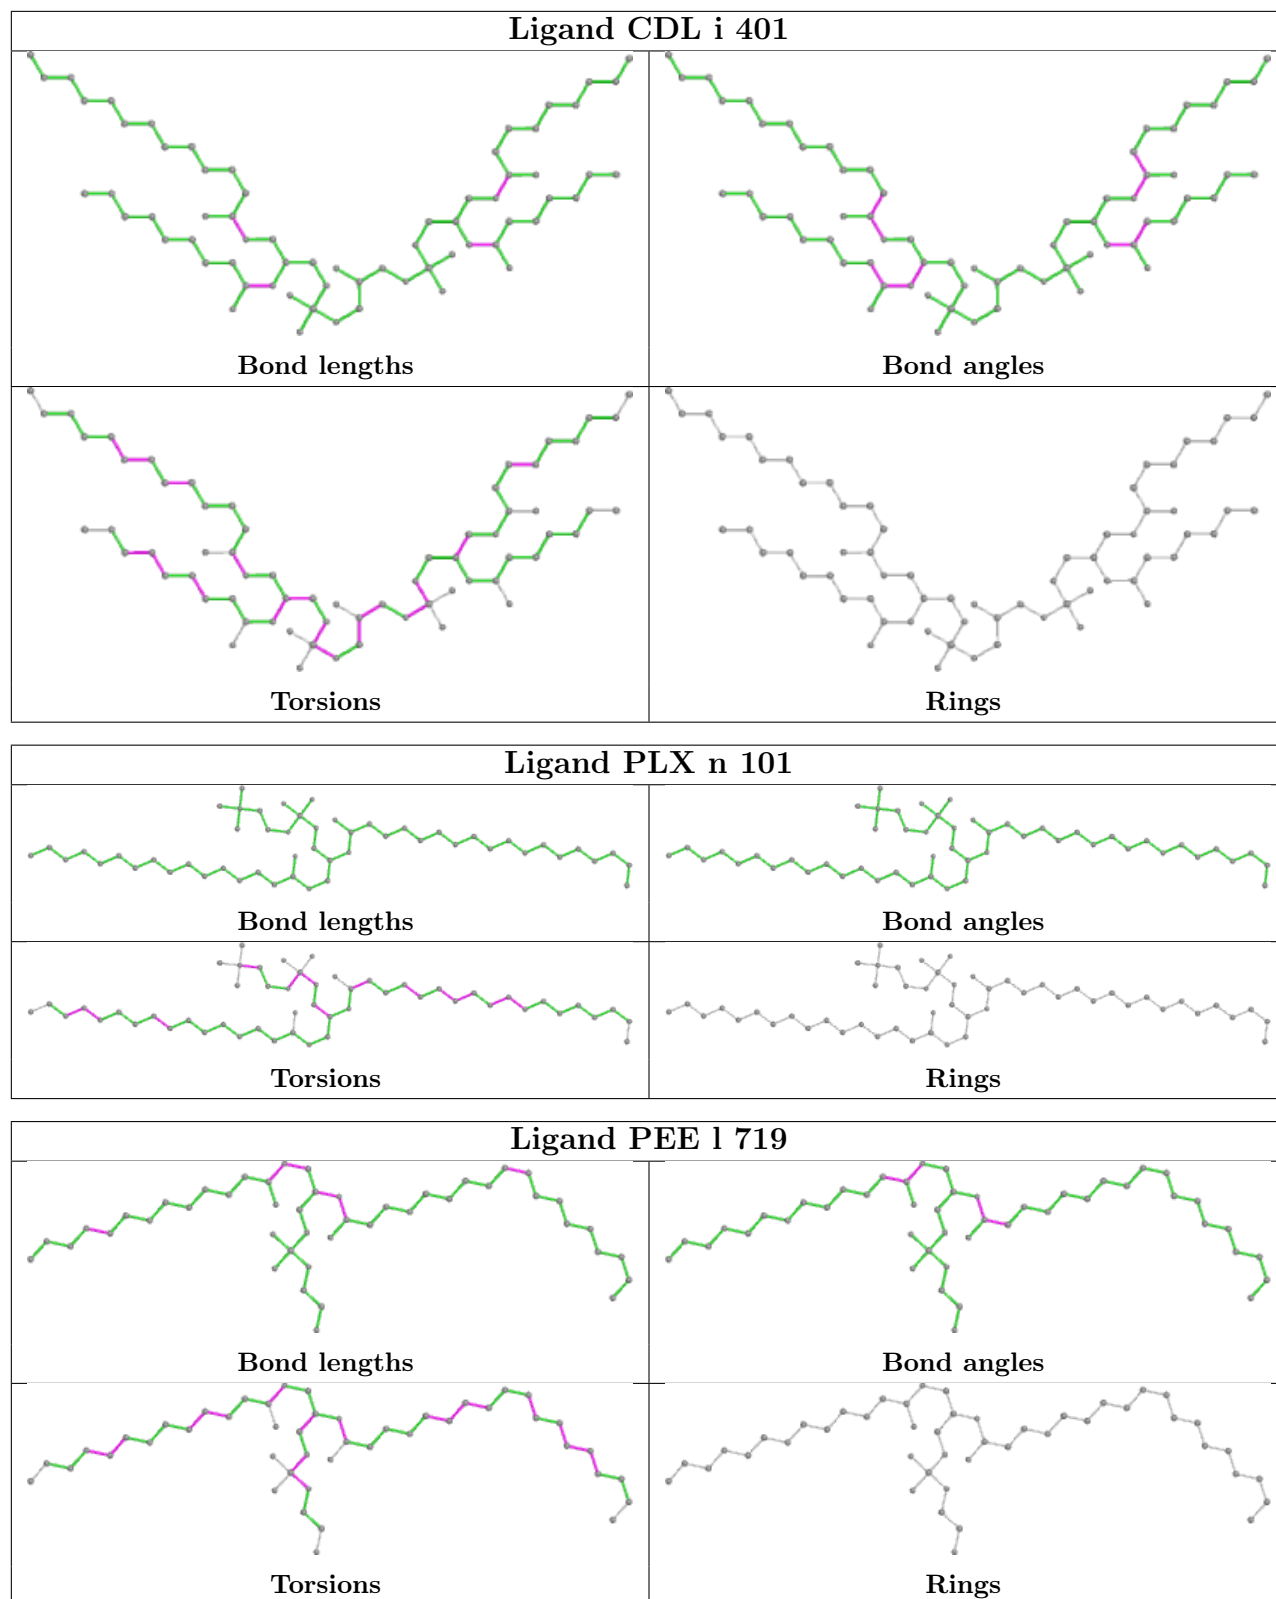 Ligand CDL i 401
Bond lengths
Bond angles
Torsions
Rings
Ligand PLX n 101
Bond lengths
Bond angles
Torsions
Rings
Ligand PEE l 719
Bond lengths
Bond angles
Torsions
Rings